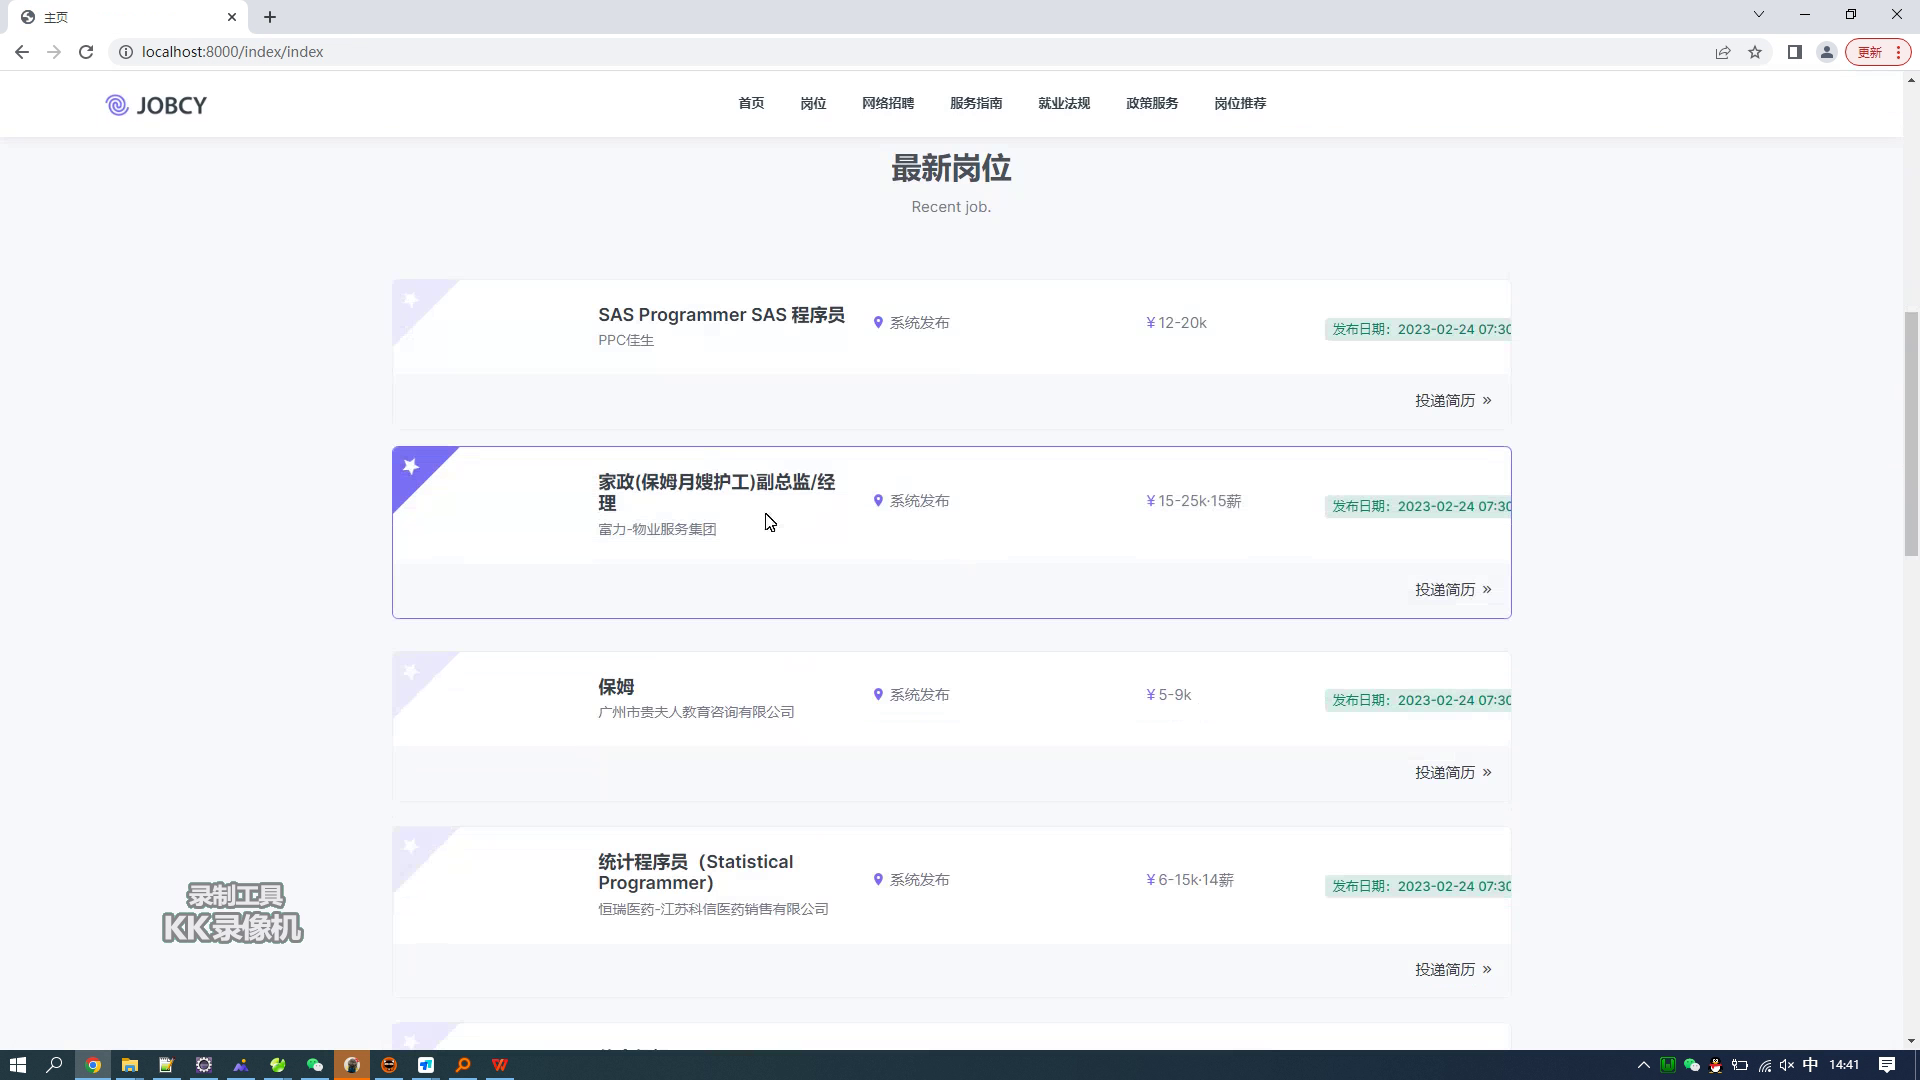 主页
localhost:8000/index/index
更新
JOBCY
首页 岗位 网络招聘 服务指南 就业法规 政策服务 岗位推荐
最新岗位
Recent job.
SAS Programmer SAS 程序员
PPC佳生
系统发布
¥ 12-20k
发布日期：2023-02-24 07:30
投递简历 »
家政(保姆月嫂护工)副总监/经
理
富力-物业服务集团
系统发布
¥ 15-25k·15薪
发布日期：2023-02-24 07:30
投递简历 »
保姆
广州市贵夫人教育咨询有限公司
系统发布
¥ 5-9k
发布日期：2023-02-24 07:30
投递简历 »
统计程序员（Statistical
Programmer）
恒瑞医药-江苏科信医药销售有限公司
系统发布
¥ 6-15k·14薪
发布日期：2023-02-24 07:30
投递简历 »
录制工具
KK录像机
中
14:41